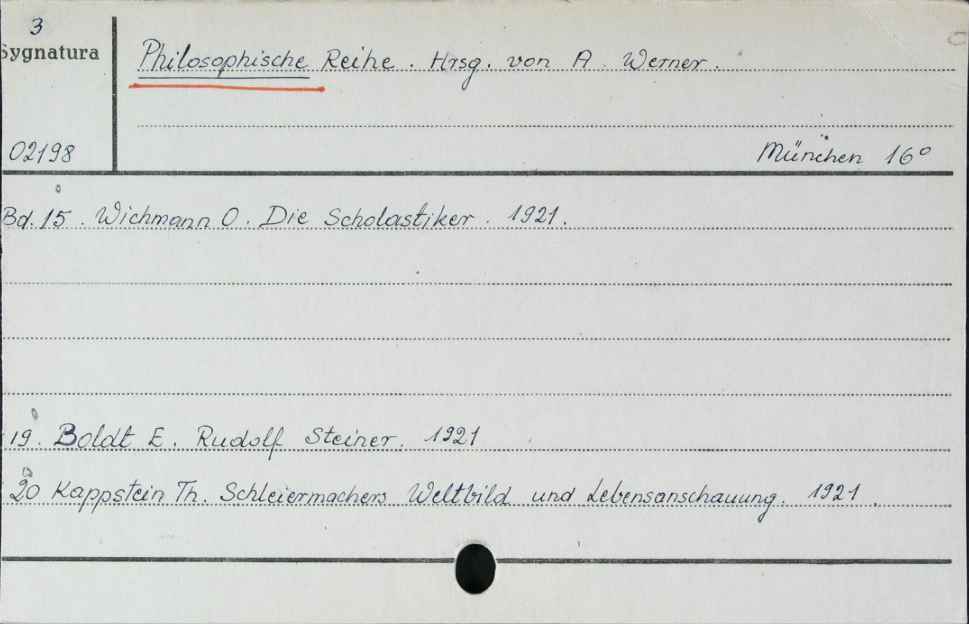 3
Sygnatura
Philosophische Reihe. Hrsg. von A. Werner.
02198
München 16°
Bd. 15. Wichmann O. Die Scholastiker. 1921.
19. Boldt E. Rudolf Steiner. 1921
20 Kappstein Th. Schleiermachers Weltbild und Lebensanschauung. 1921.